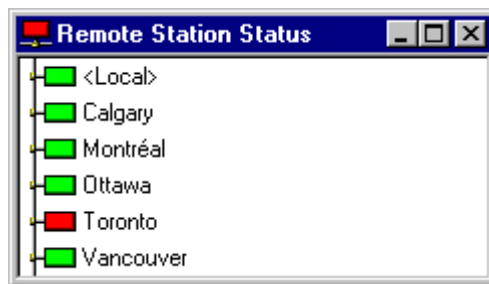 Remote Station Status
<Local>
Calgary
Montréal
Ottawa
Toronto
Vancouver